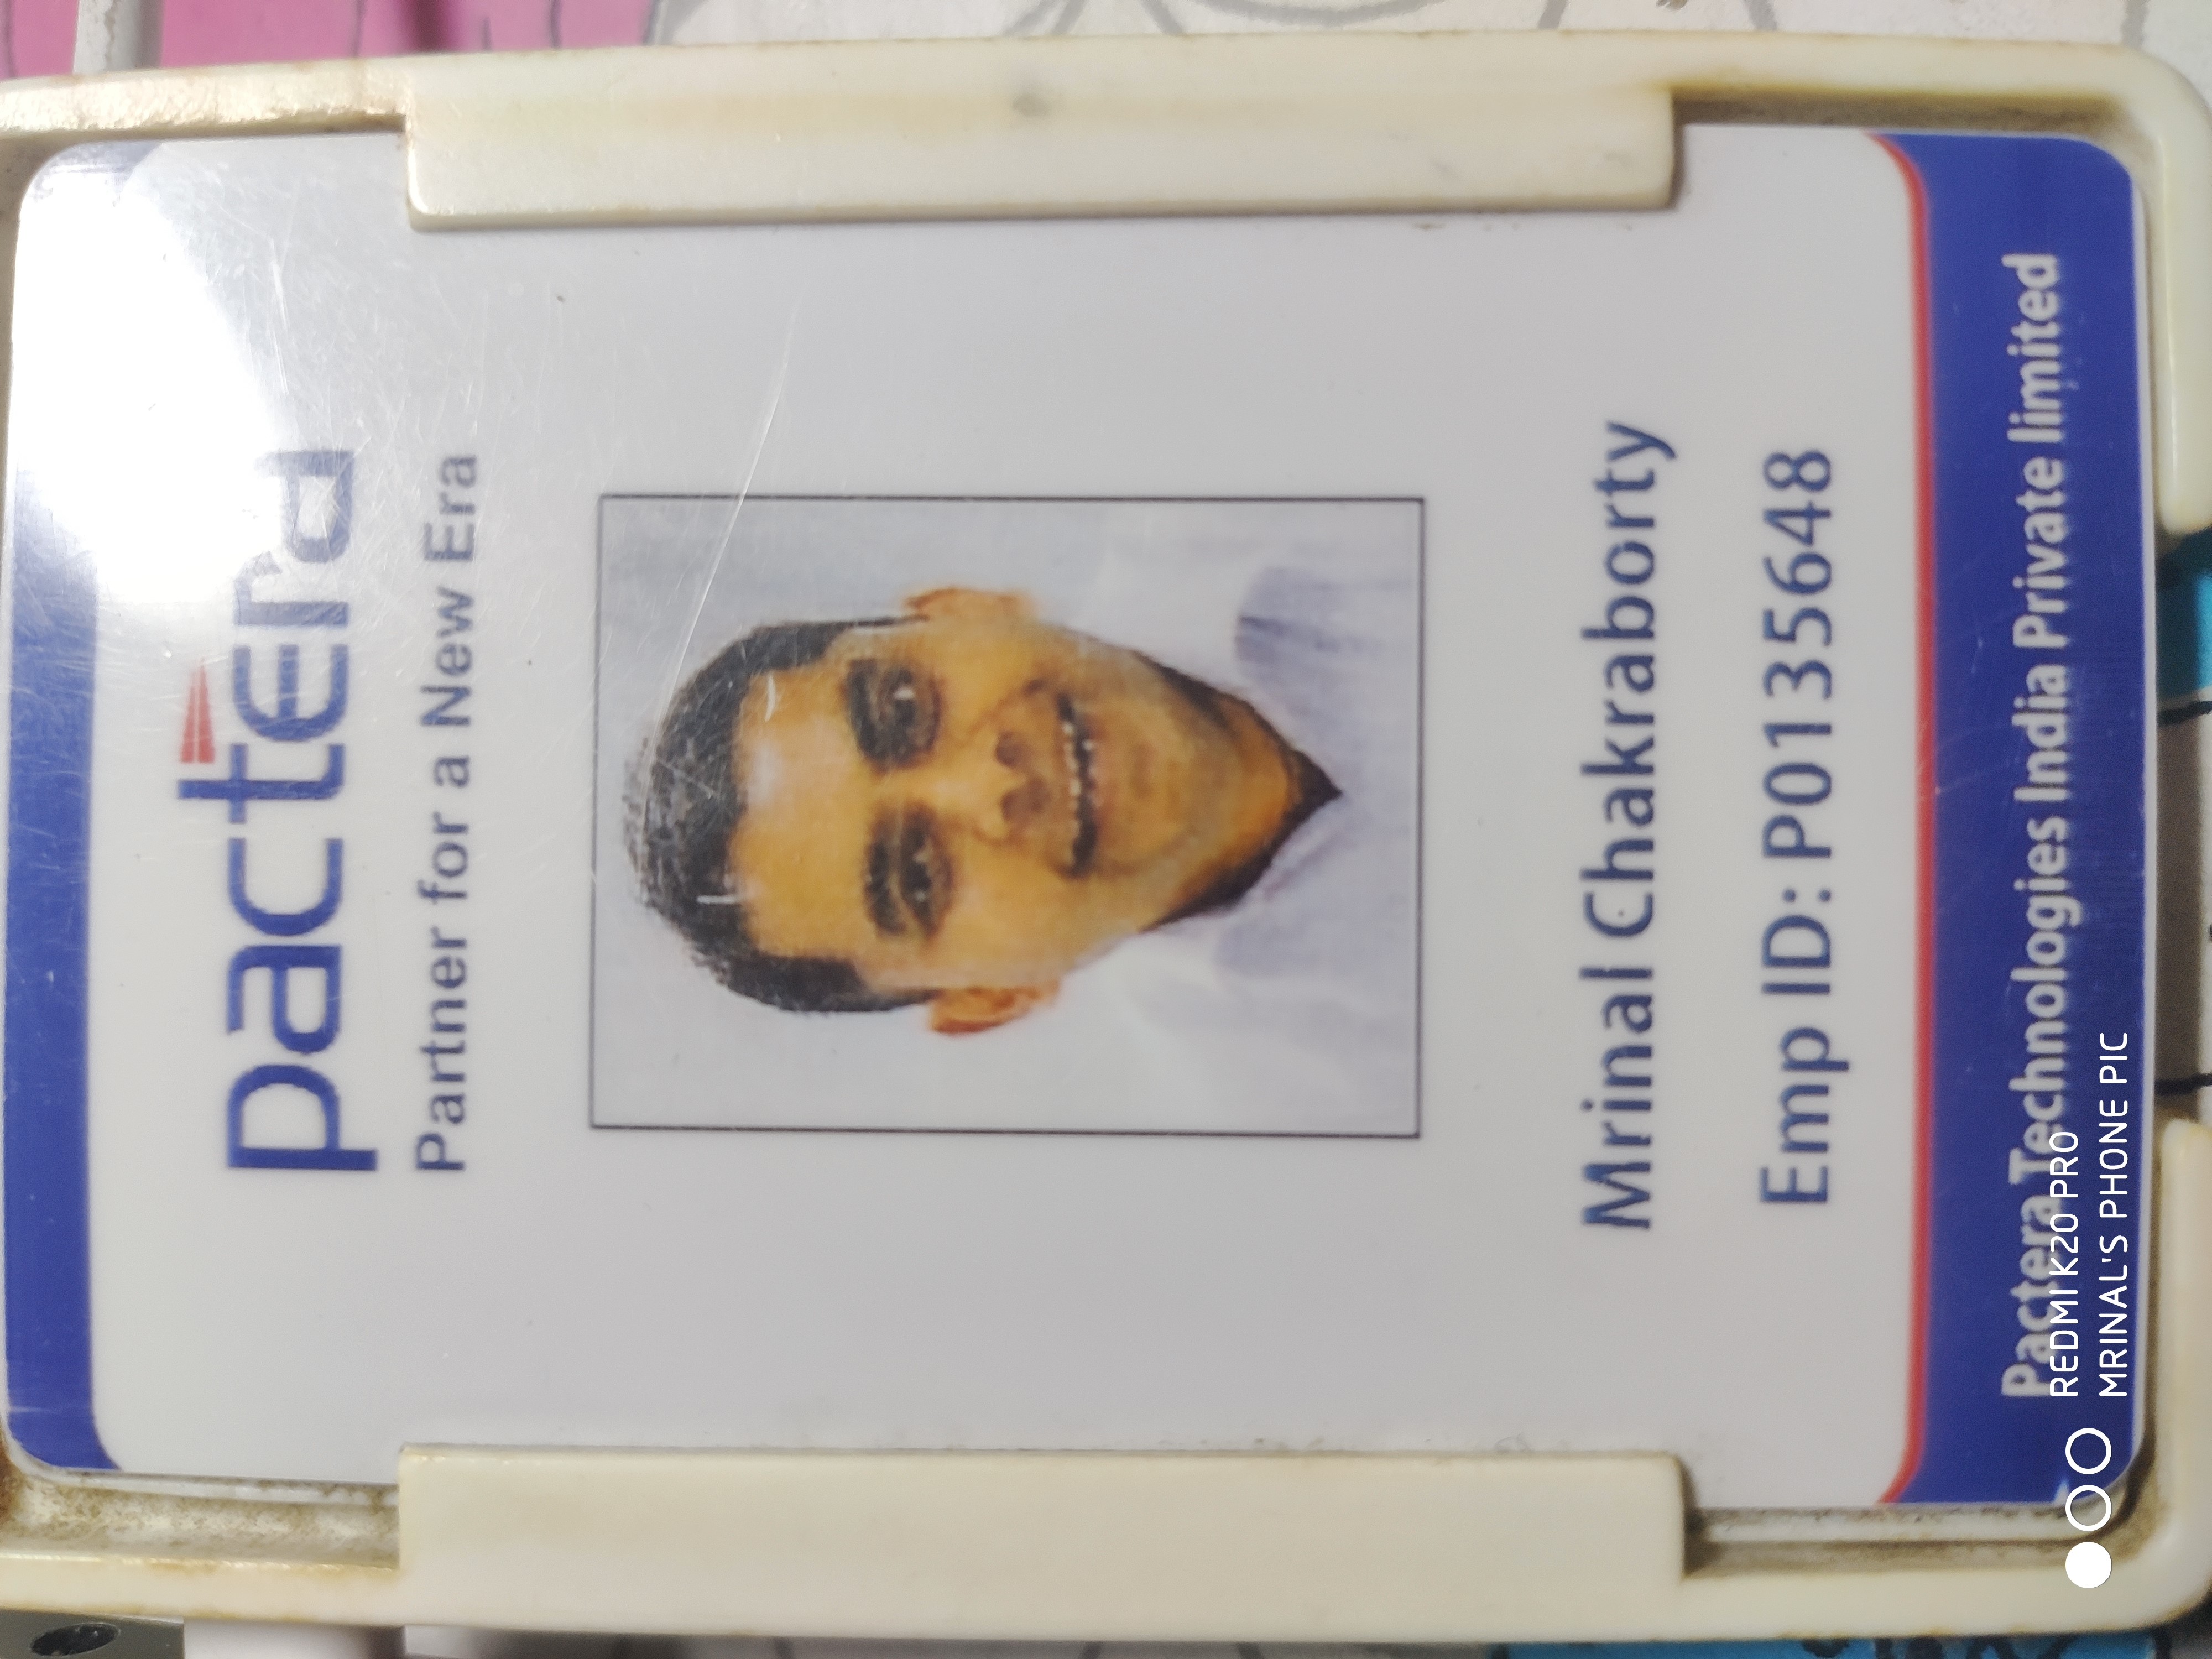 pactera
Partner for a New Era
Mrinal Chakraborty
Emp ID: P0135648
Pactera Technologies India Private limited
REDMI K20 PRO
MRINAL'S PHONE PIC